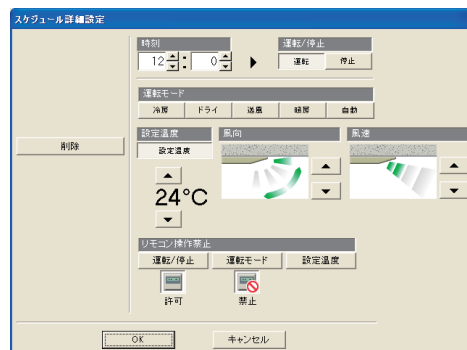 スケジュール詳細設定
時刻
運転/停止
12 : 0
運転 停止
運転モード
冷房 ドライ 送風 暖房 自動
削除
設定温度 風向 風速
設定温度
24°C
リモコン操作禁止
運転/停止 運転モード 設定温度
許可 禁止
OK キャンセル